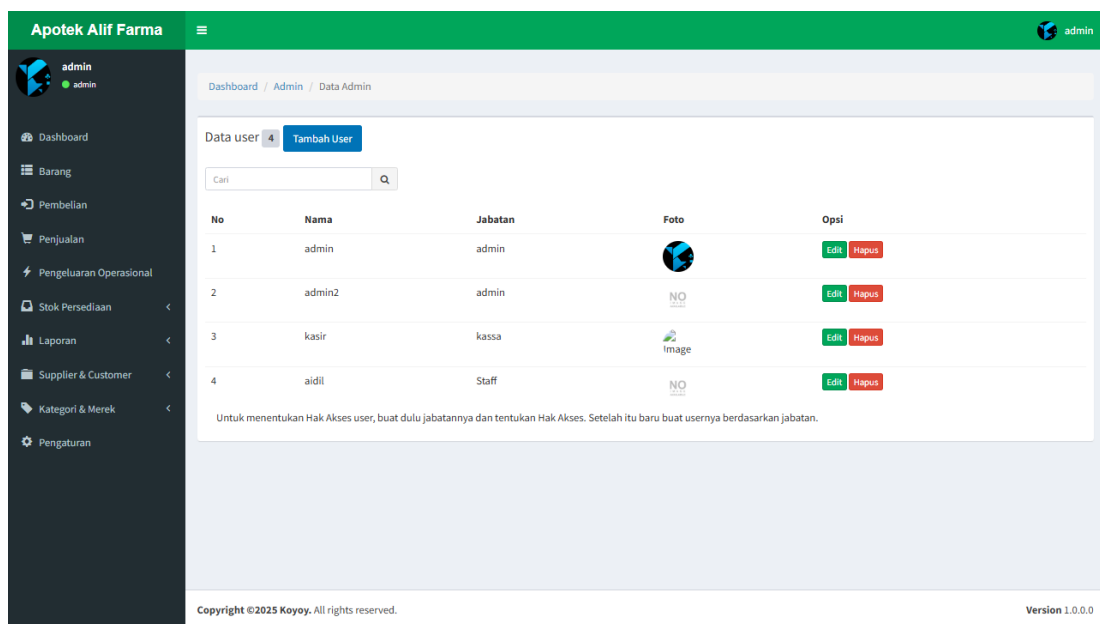 Apotek Alif Farma
admin
admin
admin
Dashboard / Admin / Data Admin
Dashboard
Barang
Pembelian
Penjualan
Pengeluaran Operasional
Stok Persediaan
Laporan
Supplier & Customer
Kategori & Merek
Pengaturan
Data user 4 Tambah User
Cari
No Nama Jabatan Foto Opsi
1 admin admin Edit Hapus
2 admin2 admin NO Edit Hapus
3 kasir kassa Image Edit Hapus
4 aidil Staff NO Edit Hapus
Untuk menentukan Hak Akses user, buat dulu jabatannya dan tentukan Hak Akses. Setelah itu baru buat usernya berdasarkan jabatan.
Copyright ©2025 Koyoy. All rights reserved. Version 1.0.0.0